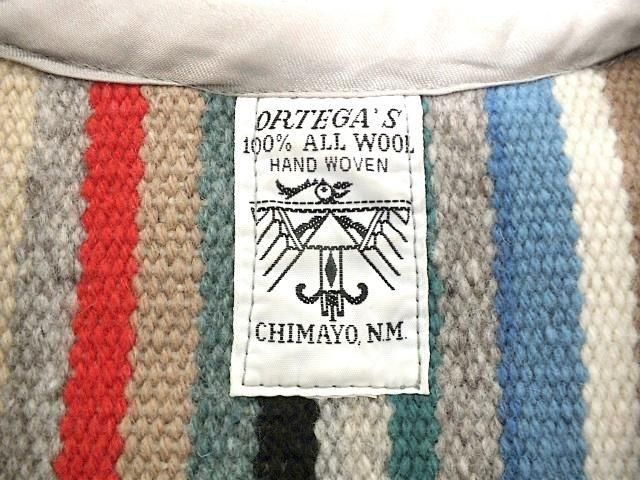 ORTEGA'S
100% ALL WOOL
HAND WOVEN
CHIMAYO, N.M.